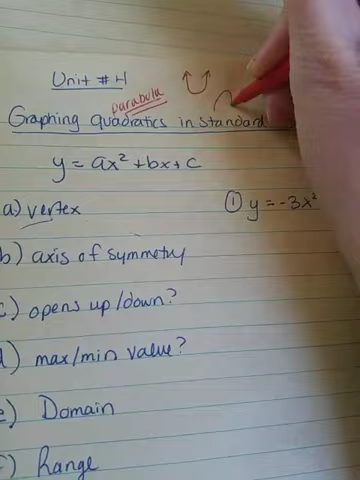 Unit #4
parabola
Graphing quadratics in standard
y = ax² + bx + c
a) vertex
① y = -3x²
b) axis of symmetry
c) opens up/down?
d) max/min value?
e) Domain
f) Range